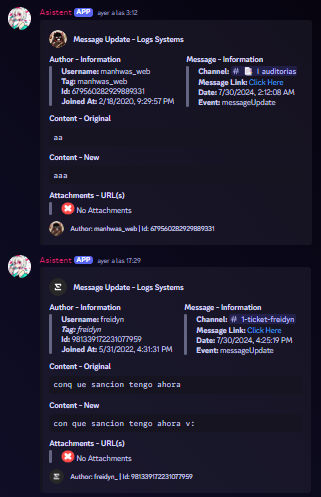 Asistent APP ayer a las 3:12
Message Update - Logs Systems
Author - Information
Username: manhwas_web
Tag: manhwas_web
Id: 679560282929889331
Joined At: 2/18/2020, 9:29:57 PM
Message - Information
Channel: # | auditorias
Message Link: Click Here
Date: 7/30/2024, 2:12:08 AM
Event: messageUpdate
Content - Original
aa
Content - New
aaa
Attachments - URL(s)
No Attachments
Author: manhwas_web | Id: 679560282929889331
Asistent APP ayer a las 17:29
Message Update - Logs Systems
Author - Information
Username: freidyn
Tag: freidyn
Id: 981339172231077959
Joined At: 5/31/2022, 4:31:31 PM
Message - Information
Channel: # 1-ticket-freidyn
Message Link: Click Here
Date: 7/30/2024, 4:25:19 PM
Event: messageUpdate
Content - Original
conq ue sancion tengo ahora
Content - New
con que sancion tengo ahora v:
Attachments - URL(s)
No Attachments
Author: freidyn_ | Id: 981339172231077959